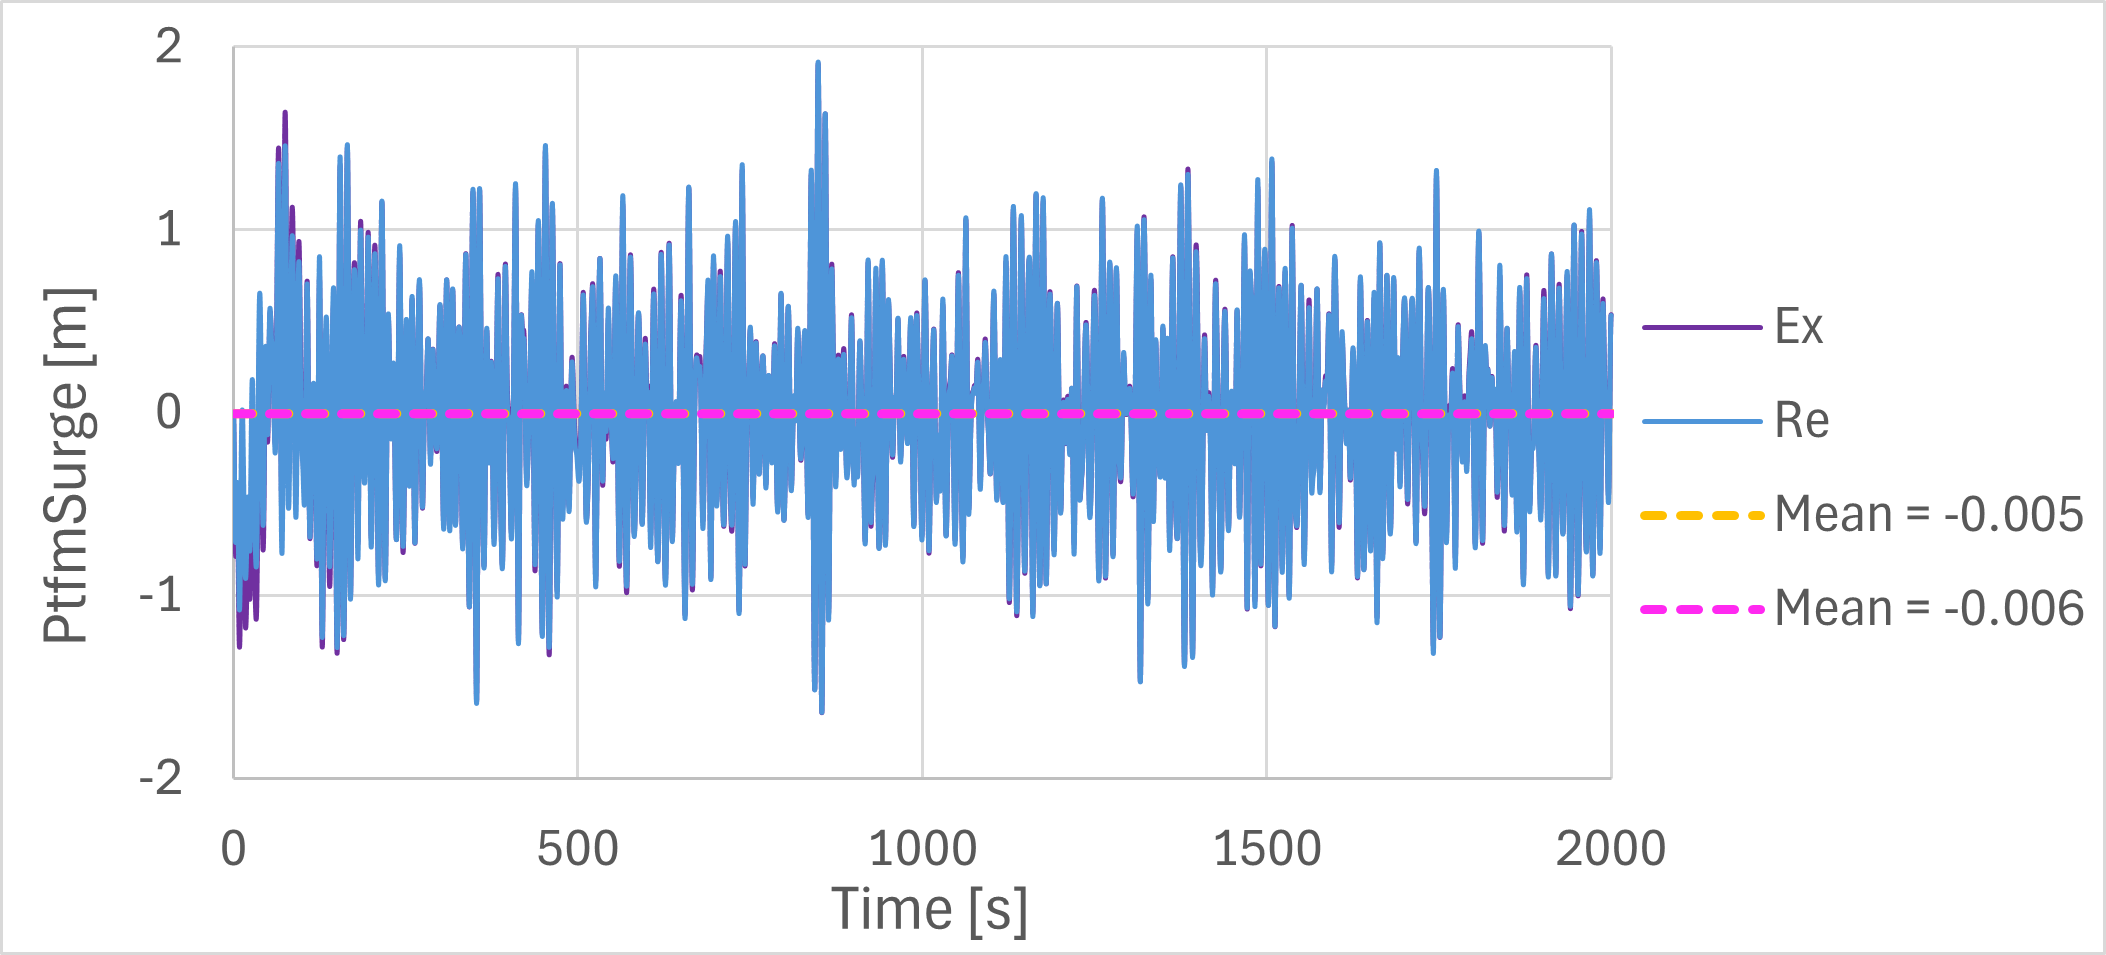 2
1
0
-1
-2
PtfmSurge [m]
0 500 1000 1500 2000
Time [s]
Ex
Re
Mean = -0.005
Mean = -0.006